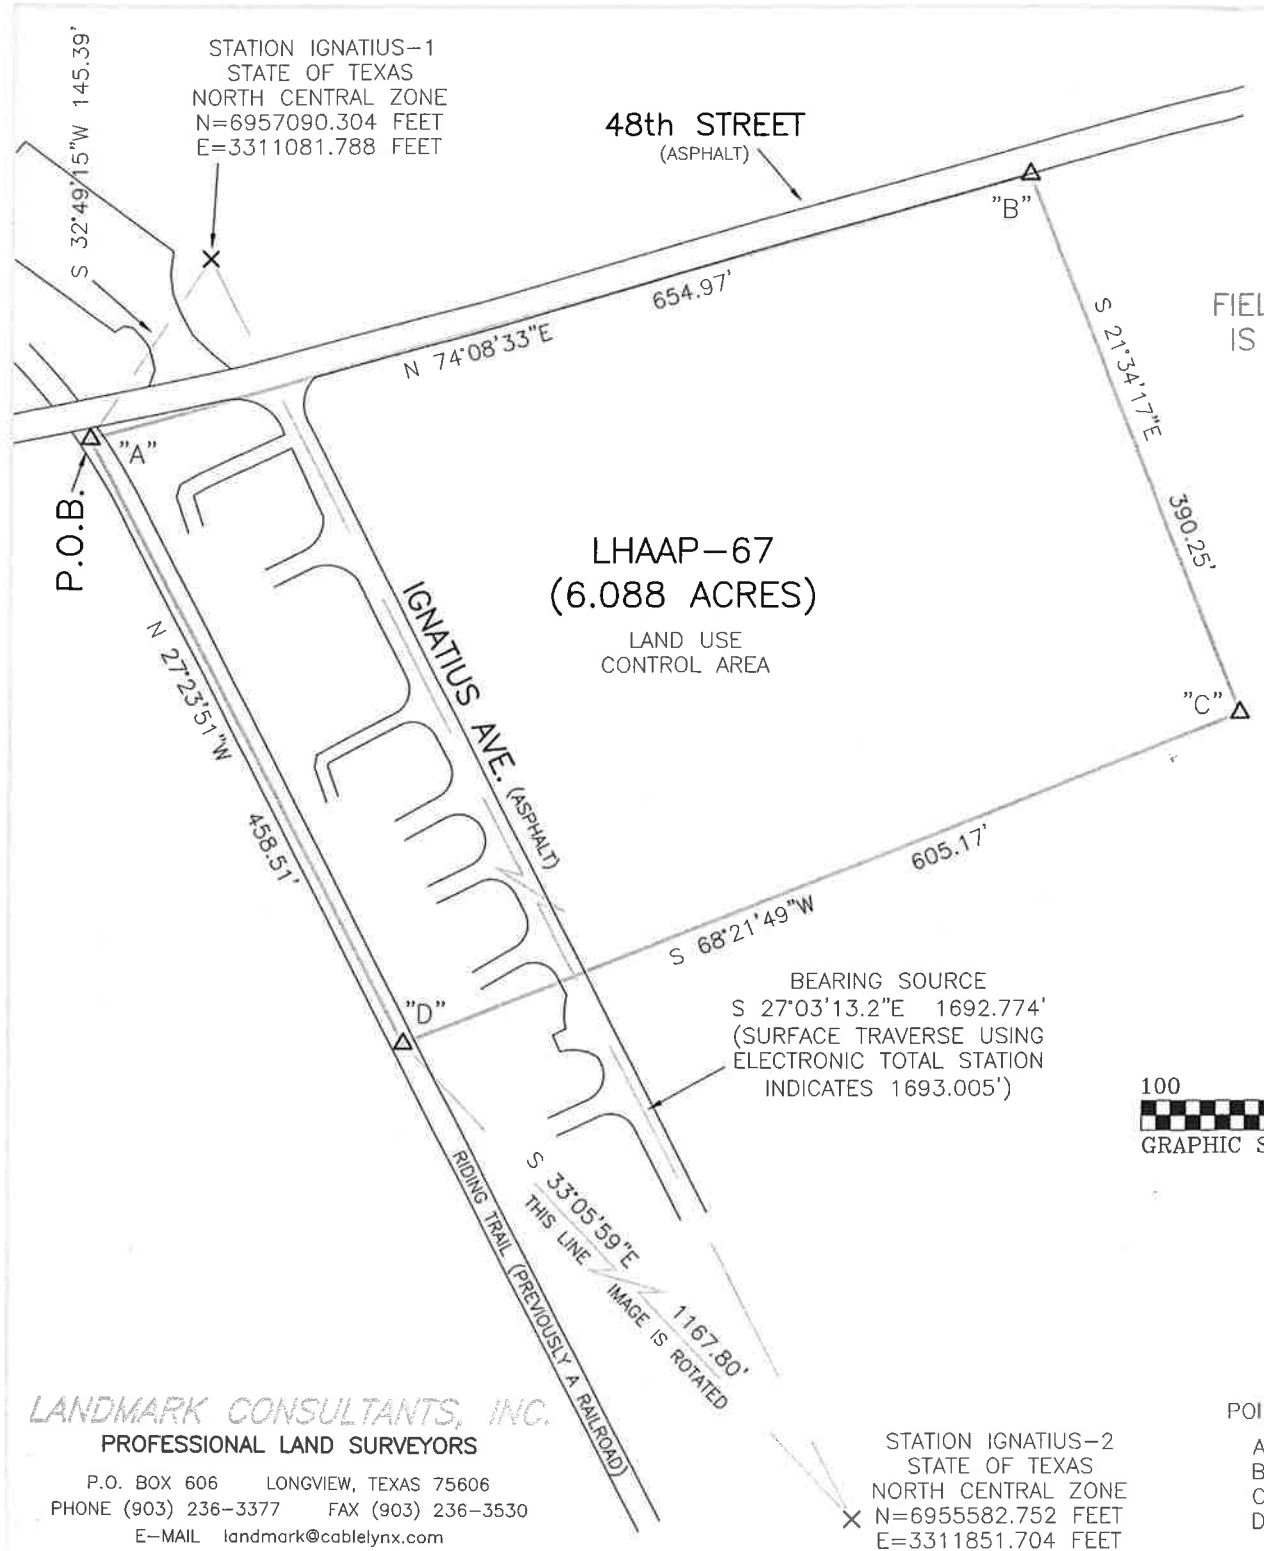 STATION IGNATIUS-1
STATE OF TEXAS
NORTH CENTRAL ZONE
N=6957090.304 FEET
E=3311081.788 FEET
S 32°49'15"W 145.39'
48th STREET
(ASPHALT)
"B"
654.97'
N 74°08'33"E
S 21°34'17"E
390.25'
FIEL
IS
"A"
P.O.B.
LHAAP-67
(6.088 ACRES)
LAND USE
CONTROL AREA
IGNATIUS AVE. (ASPHALT)
N 27°23'51"W
458.51'
"C"
605.17'
S 68°21'49"W
"D"
BEARING SOURCE
S 27°03'13.2"E 1692.774'
(SURFACE TRAVERSE USING
ELECTRONIC TOTAL STATION
INDICATES 1693.005')
100
GRAPHIC S
RIDING TRAIL (PREVIOUSLY A RAILROAD)
S 33°05'59"E
1167.80'
THIS LINE
IMAGE IS ROTATED
LANDMARK CONSULTANTS, INC.
PROFESSIONAL LAND SURVEYORS
P.O. BOX 606 LONGVIEW, TEXAS 75606
PHONE (903) 236-3377 FAX (903) 236-3530
E-MAIL landmark@cablelynx.com
STATION IGNATIUS-2
STATE OF TEXAS
NORTH CENTRAL ZONE
N=6955582.752 FEET
E=3311851.704 FEET
POI
A
B
C
D